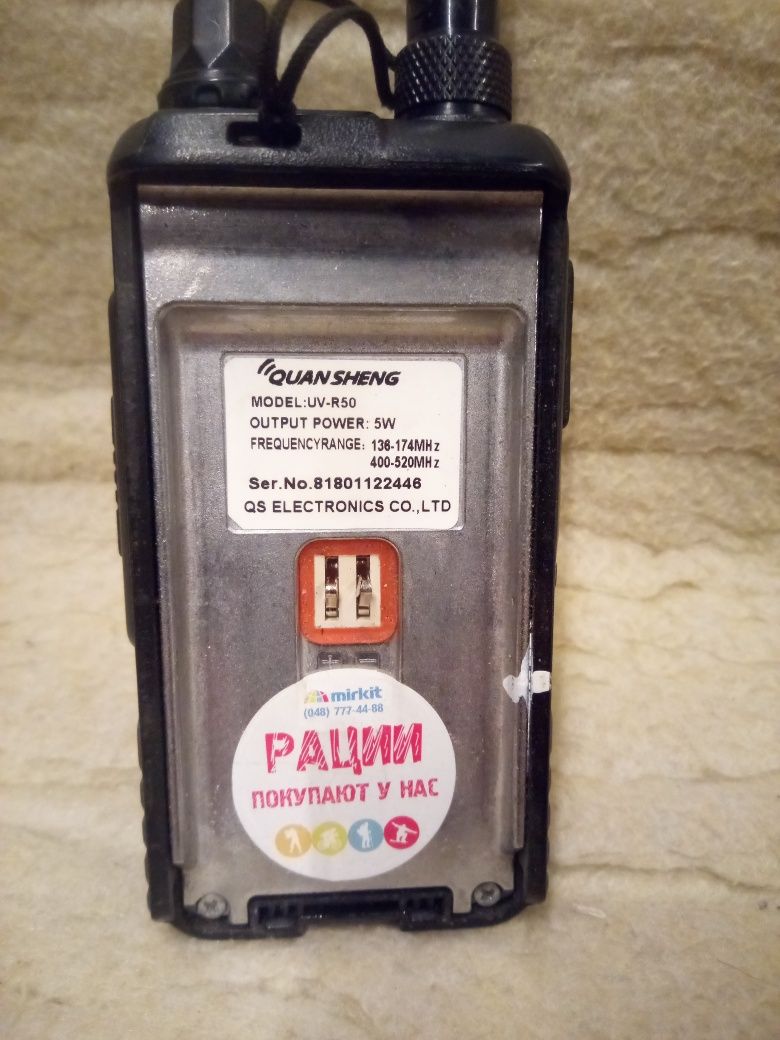 QUANSHENG
MODEL:UV-R50
OUTPUT POWER: 5W
FREQUENCYRANGE: 136-174MHz
400-520MHz
Ser.No.81801122446
QS ELECTRONICS CO.,LTD
mirkit
(048) 777-44-88
РАЦИИ
ПОКУПАЮТ У НАС